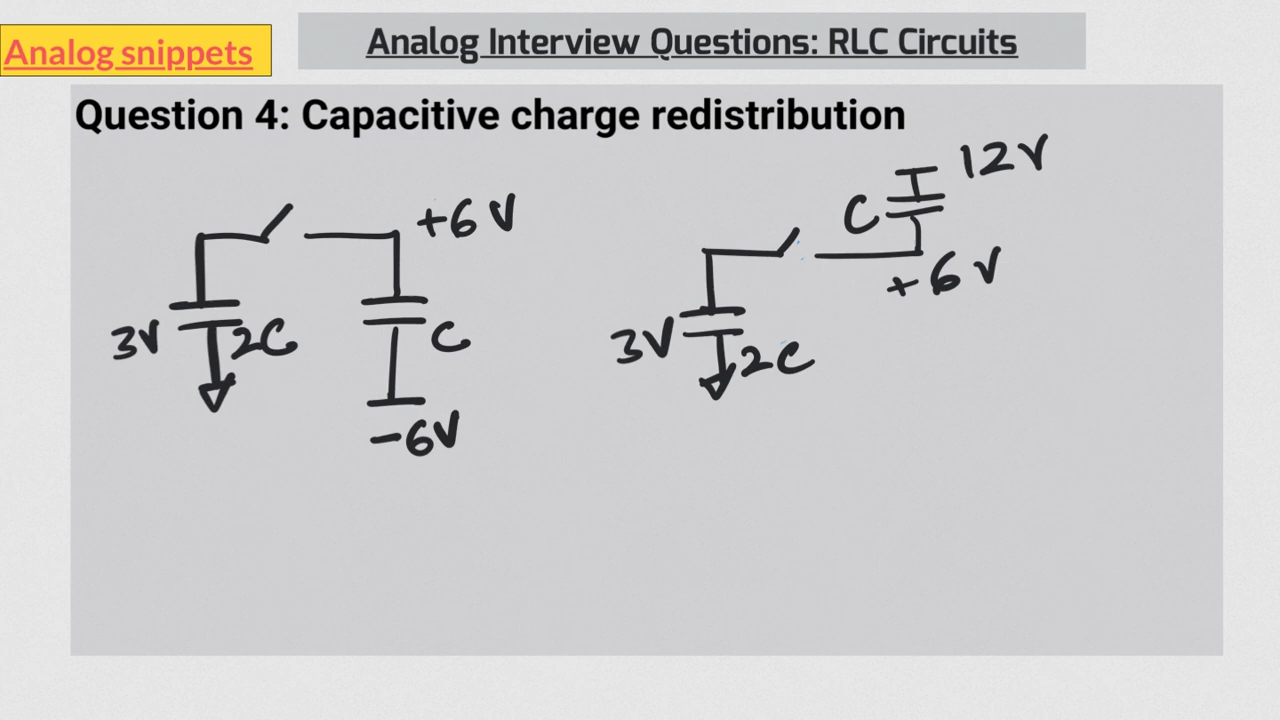 Analog snippets
Analog Interview Questions: RLC Circuits
Question 4: Capacitive charge redistribution
+6V
3V
2C
C
-6V
12V
C
+6V
3V
2C